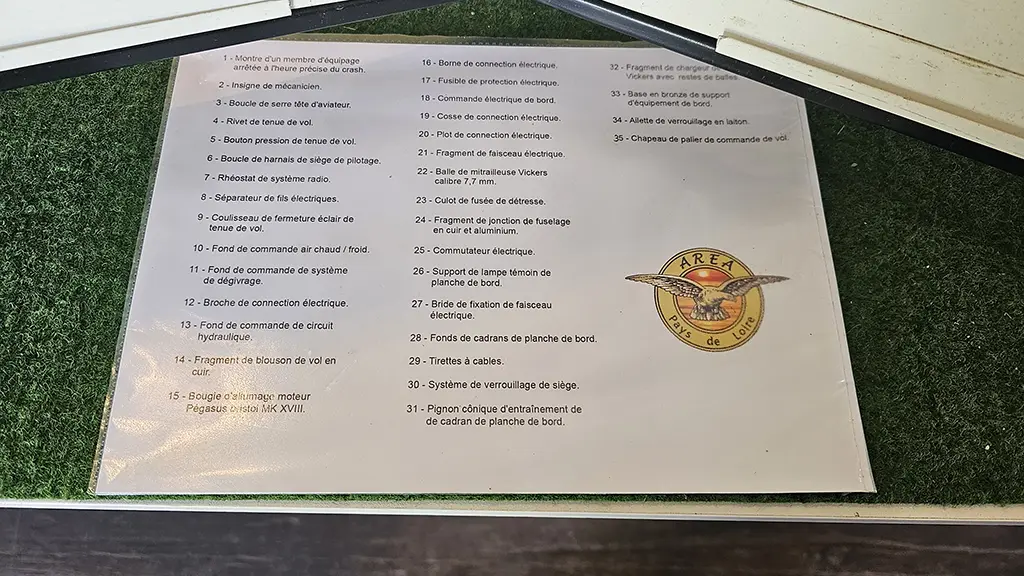 1 - Montre d'un membre d'équipage
arrêtée à l'heure précise du crash.
2 - Insigne de mécanicien.
3 - Boucle de serre tête d'aviateur.
4 - Rivet de tenue de vol.
5 - Bouton pression de tenue de vol.
6 - Boucle de harnais de siège de pilotage.
7 - Rhéostat de système radio.
8 - Séparateur de fils électriques.
9 - Coulisseau de fermeture éclair de
tenue de vol.
10 - Fond de commande air chaud / froid.
11 - Fond de commande de système
de dégivrage.
12 - Broche de connection électrique.
13 - Fond de commande de circuit
hydraulique.
14 - Fragment de blouson de vol en
cuir.
15 - Bougie d'allumage moteur
Pégasus bristol MK XVIII.
16 - Borne de connection électrique.
17 - Fusible de protection électrique.
18 - Commande électrique de bord.
19 - Cosse de connection électrique.
20 - Plot de connection électrique.
21 - Fragment de faisceau électrique.
22 - Balle de mitrailleuse Vickers
calibre 7,7 mm.
23 - Culot de fusée de détresse.
24 - Fragment de jonction de fuselage
en cuir et aluminium.
25 - Commutateur électrique.
26 - Support de lampe témoin de
planche de bord.
27 - Bride de fixation de faisceau
électrique.
28 - Fonds de cadrans de planche de bord.
29 - Tirettes à cables.
30 - Système de verrouillage de siège.
31 - Pignon cônique d'entraînement de
de cadran de planche de bord.
32 - Fragment de chargeur de
Vickers avec restes de balles.
33 - Base en bronze de support
d'équipement de bord.
34 - Ailette de verrouillage en laiton.
35 - Chapeau de palier de commande de vol.
AREA
Pays de Loire